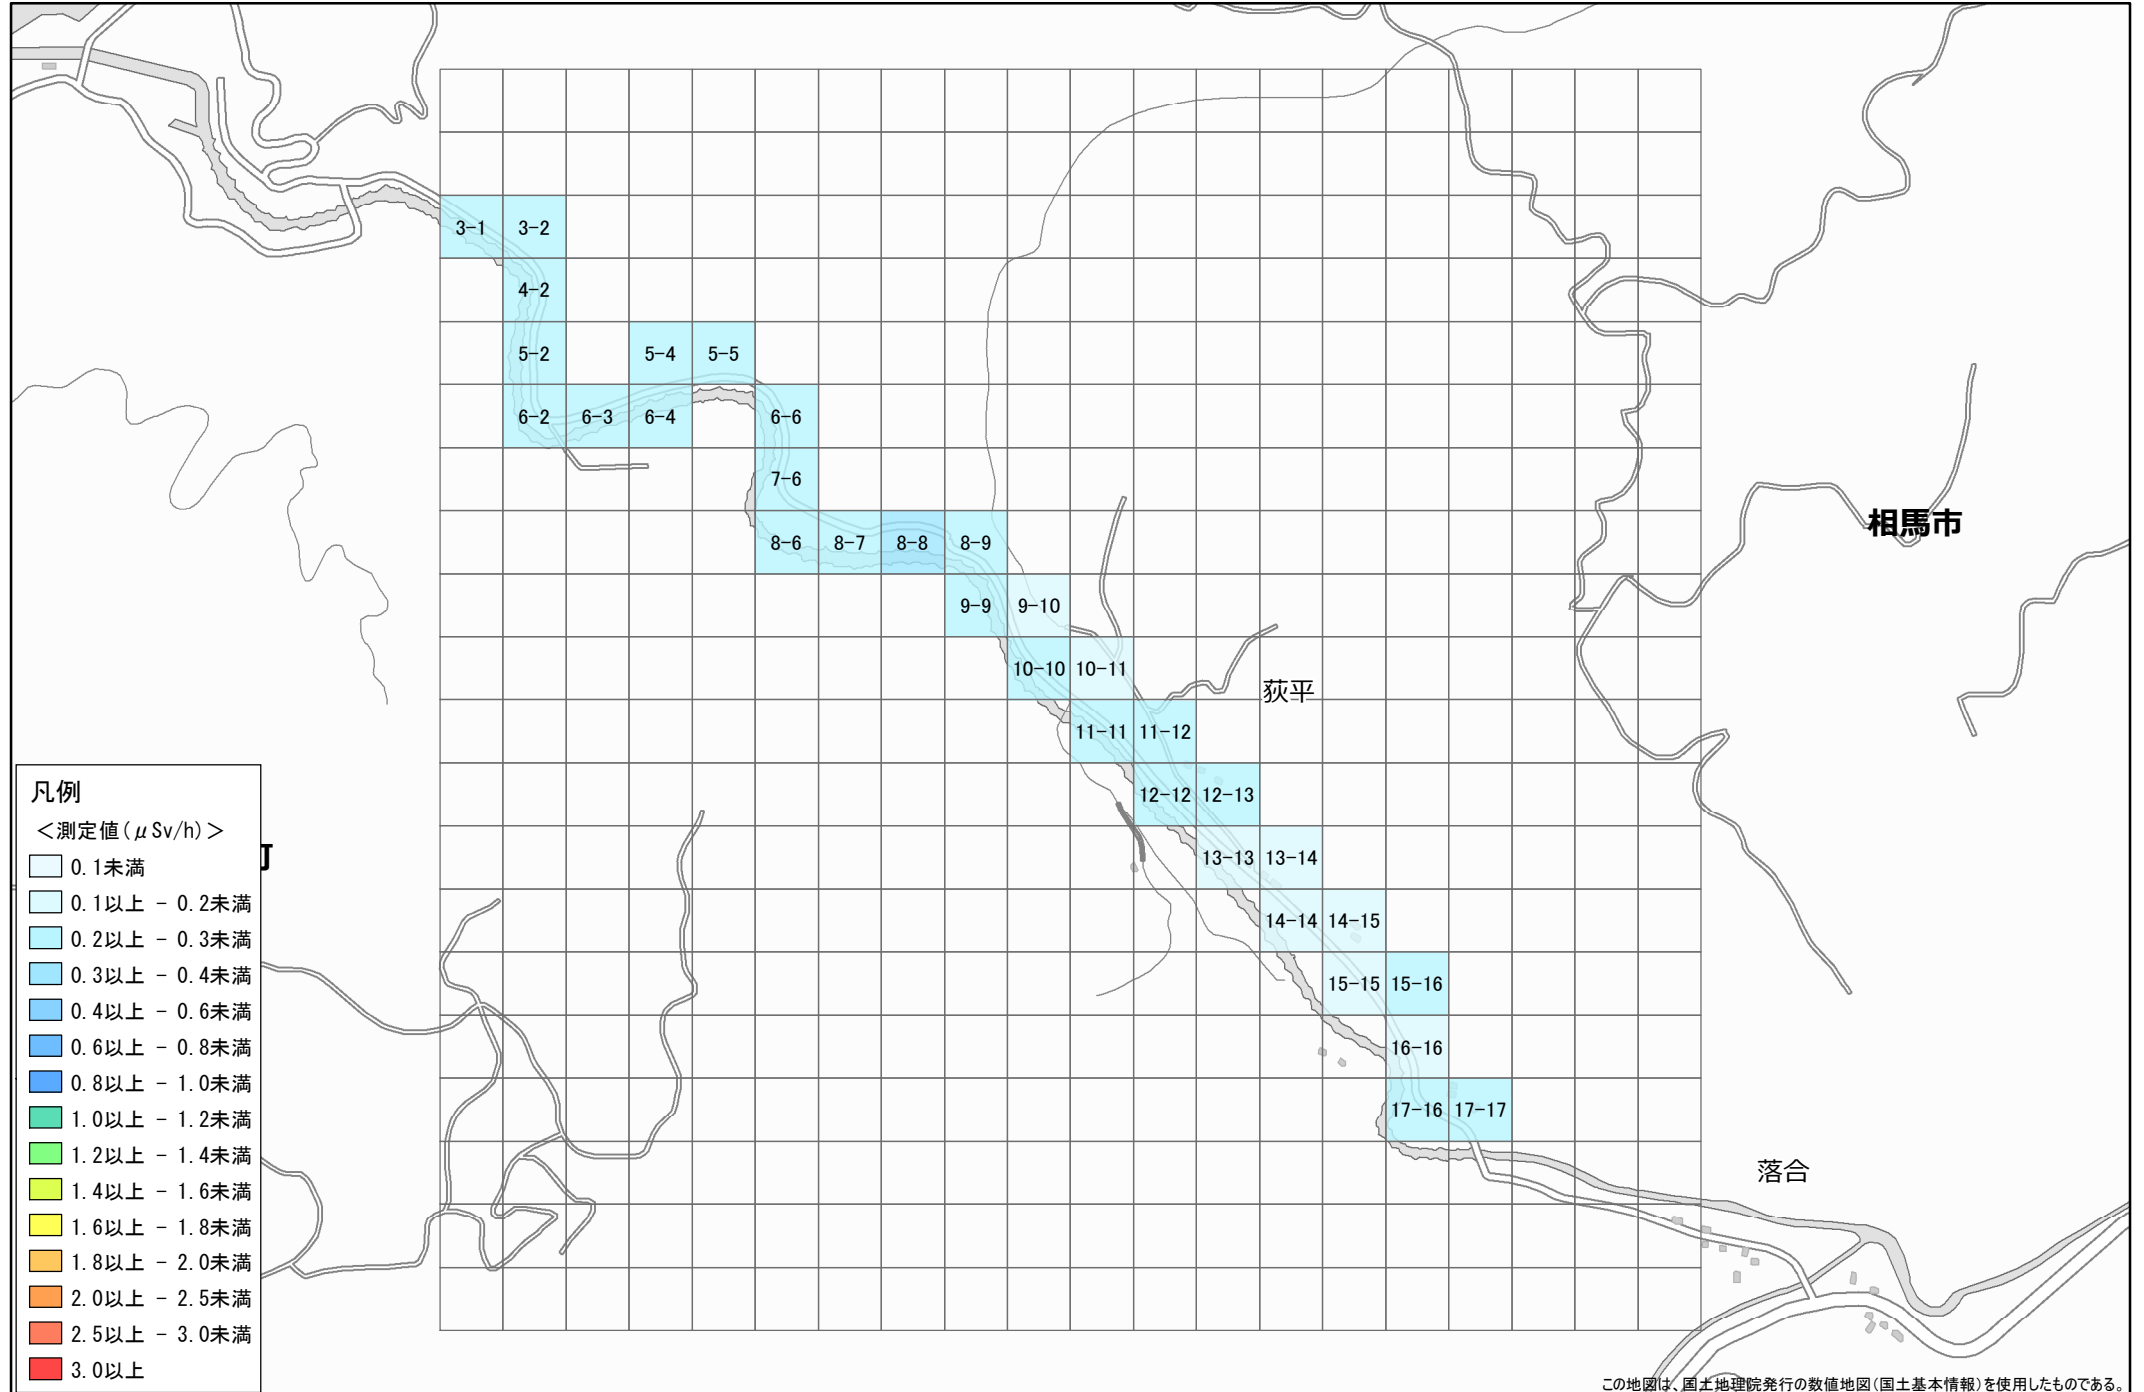 3-1 3-2
4-2
5-2 5-4 5-5
6-2 6-3 6-4 6-6
7-6
相馬市
8-6 8-7 8-8 8-9
9-9 9-10
10-10 10-11
荻平
11-11 11-12
12-12 12-13
13-13 13-14
14-14 14-15
15-15 15-16
16-16
17-16 17-17
落合
凡例
＜測定値(μSv/h)＞
0.1未満
0.1以上 - 0.2未満
0.2以上 - 0.3未満
0.3以上 - 0.4未満
0.4以上 - 0.6未満
0.6以上 - 0.8未満
0.8以上 - 1.0未満
1.0以上 - 1.2未満
1.2以上 - 1.4未満
1.4以上 - 1.6未満
1.6以上 - 1.8未満
1.8以上 - 2.0未満
2.0以上 - 2.5未満
2.5以上 - 3.0未満
3.0以上
この地図は、国土地理院発行の数値地図(国土基本情報)を使用したものである。